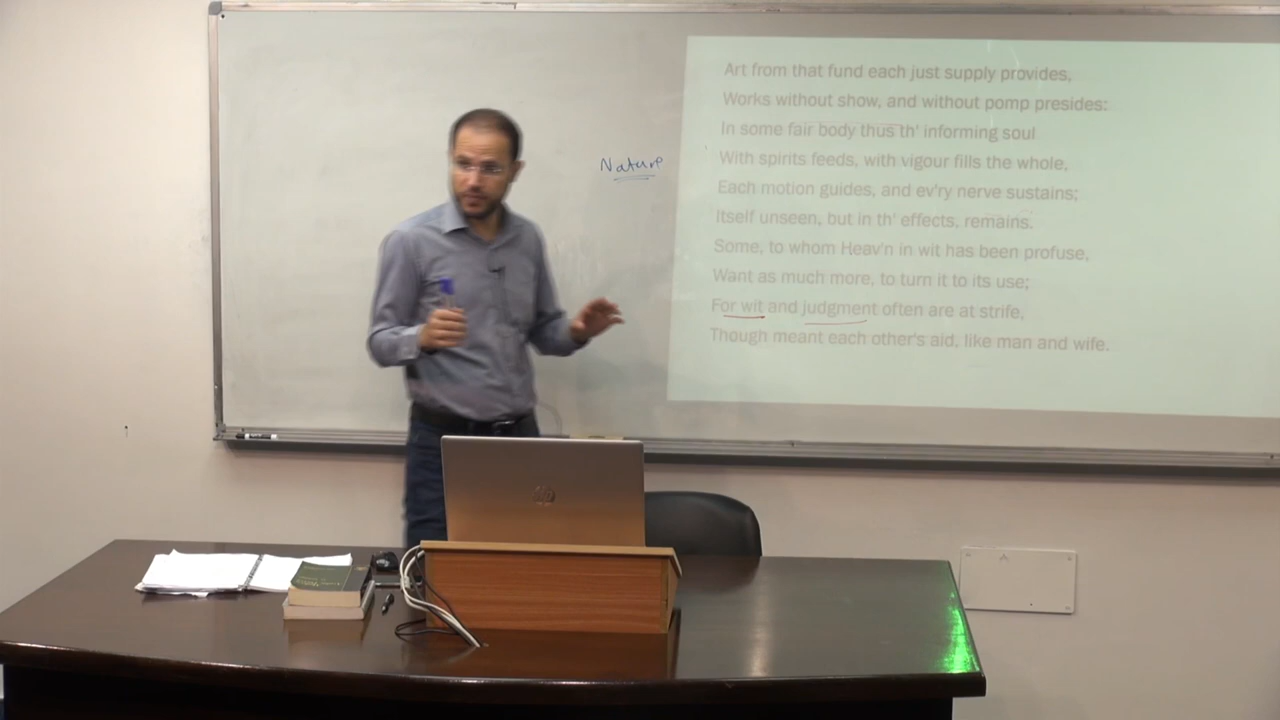 Art from that fund each just supply provides,
Works without show, and without pomp presides:
In some fair body thus th' informing soul
With spirits feeds, with vigour fills the whole,
Each motion guides, and ev'ry nerve sustains;
Itself unseen, but in th' effects, remains.
Some, to whom Heav'n in wit has been profuse,
Want as much more, to turn it to its use;
For wit and judgment often are at strife,
Though meant each other's aid, like man and wife.
Nature
hp